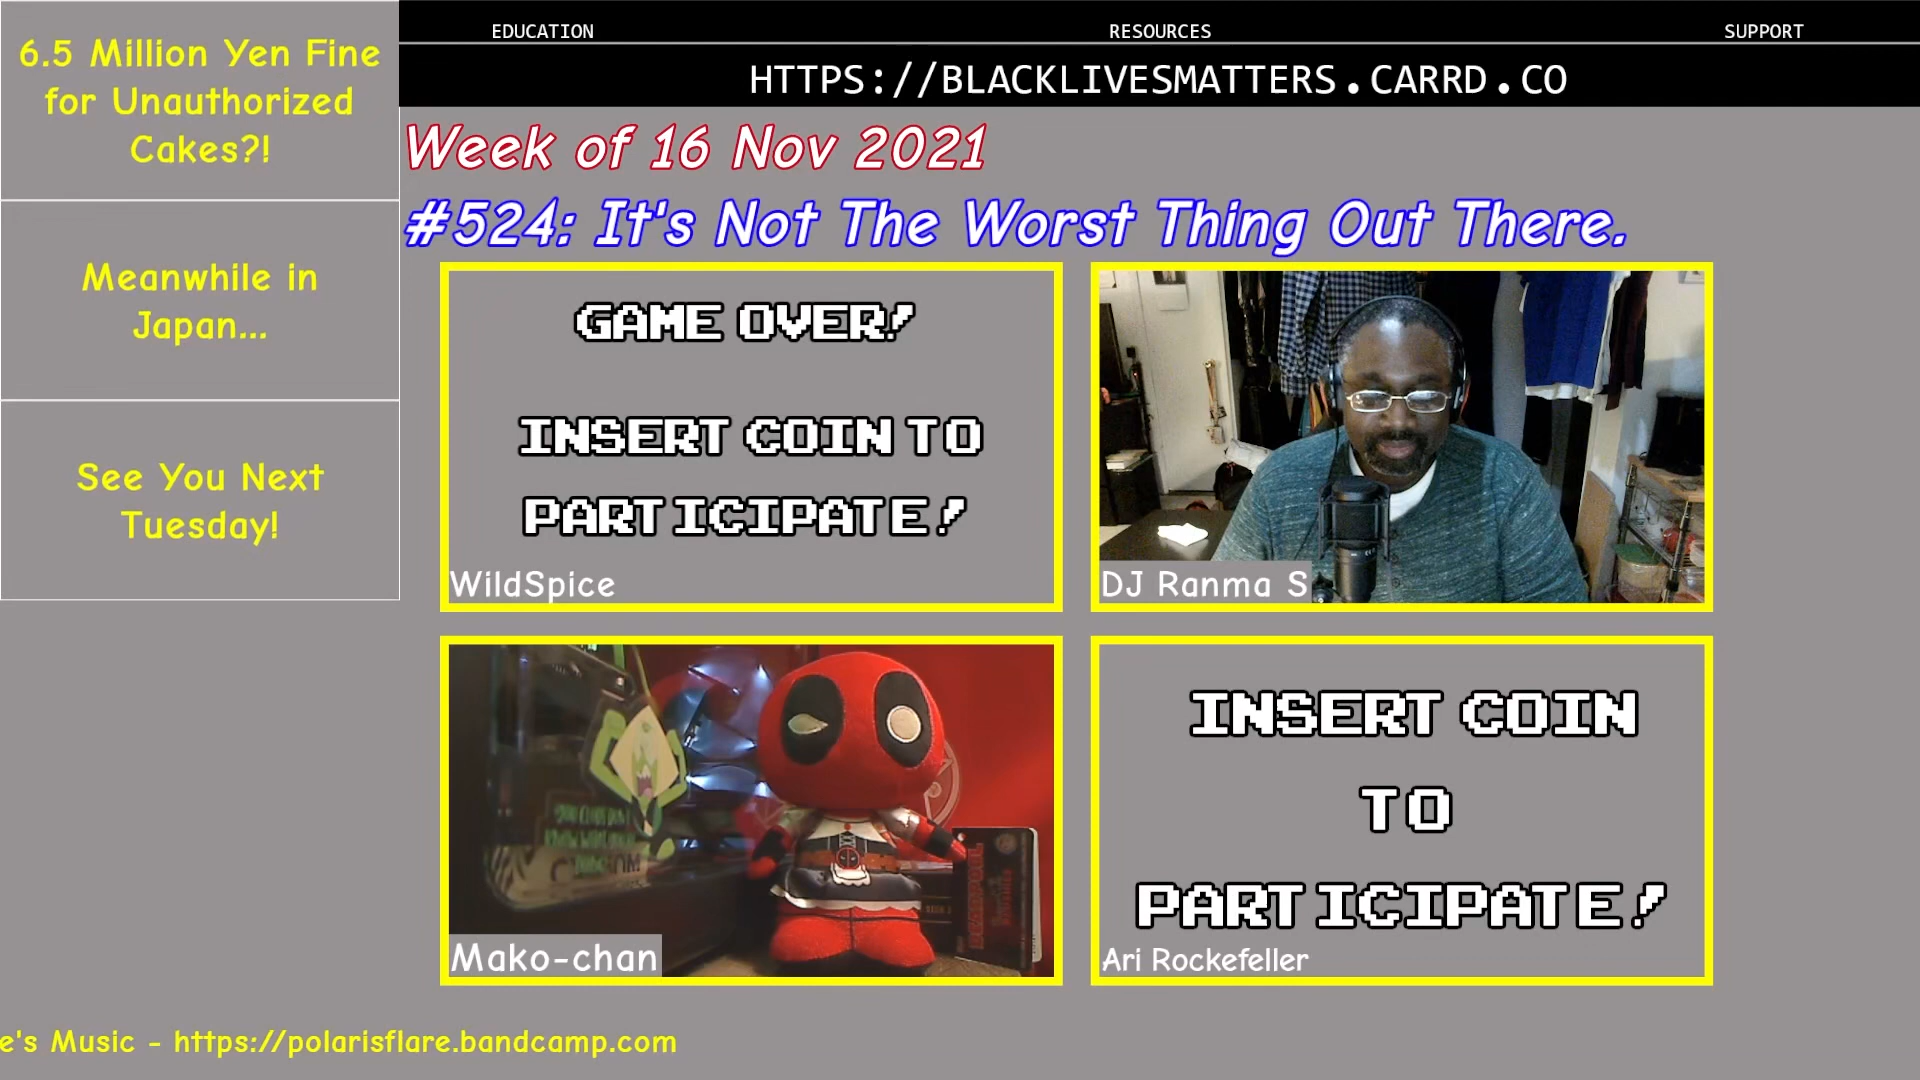 6.5 Million Yen Fine
for Unauthorized
Cakes?!
Meanwhile in
Japan...
See You Next
Tuesday!
EDUCATION RESOURCES SUPPORT
HTTPS://BLACKLIVESMATTERS.CARRD.CO
Week of 16 Nov 2021
#524: It's Not The Worst Thing Out There.
GAME OVER!
INSERT COIN TO
PARTICIPATE!
WildSpice
DJ Ranma S
DEADPOOL
Mako-chan
INSERT COIN
TO
PARTICIPATE!
Ari Rockefeller
e's Music - https://polarisflare.bandcamp.com